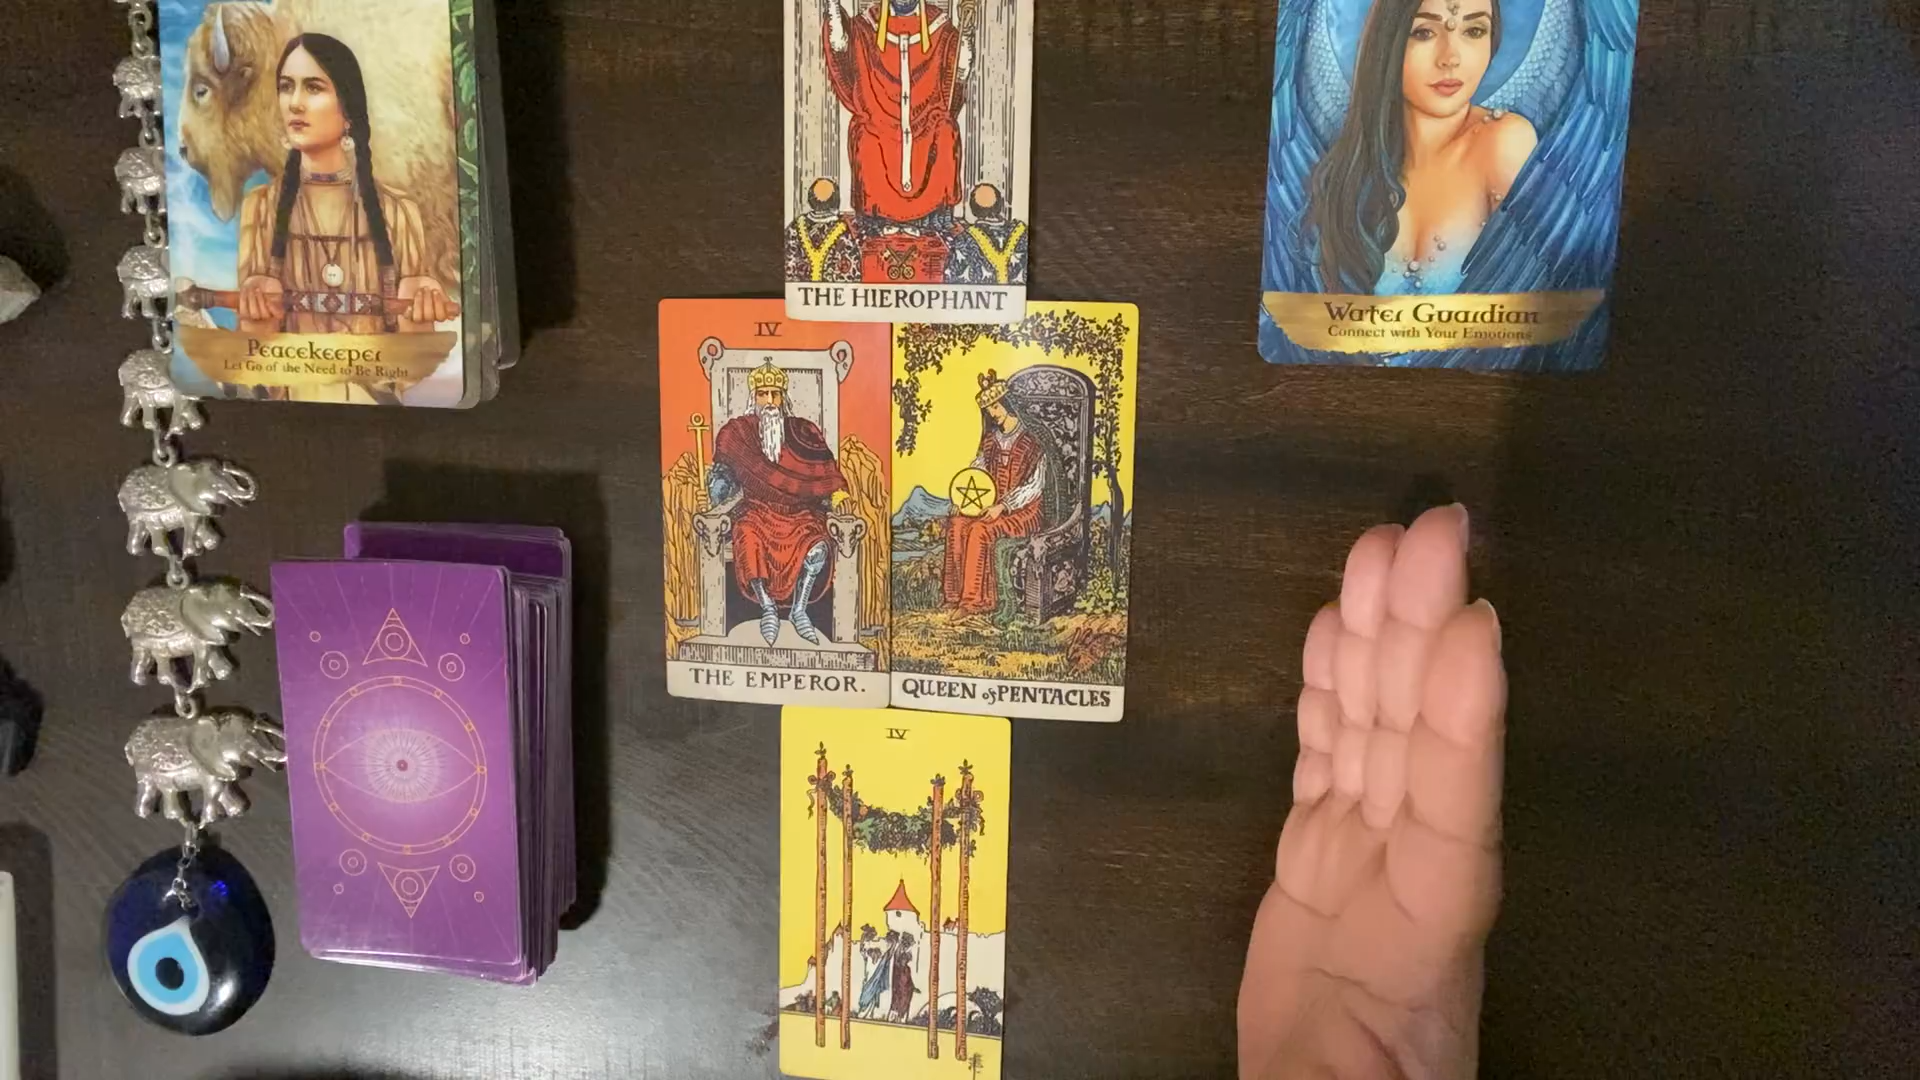 Peacekeeper
Let Go of the Need to Be Right
THE HIEROPHANT
Water Guardian
Connect with Your Emotions
IV
THE EMPEROR.
QUEEN of PENTACLES
IV